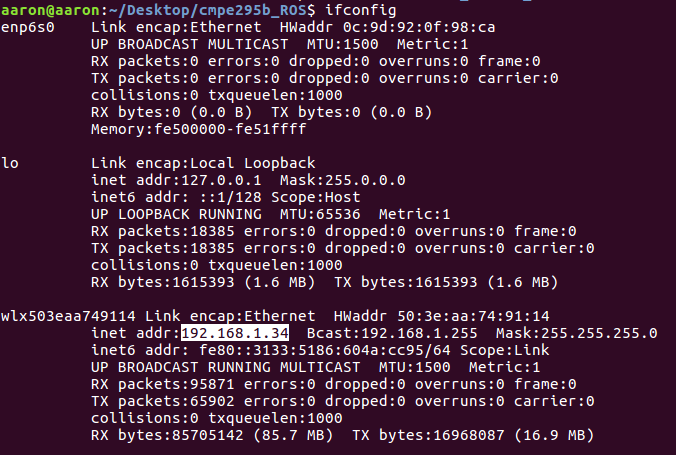 aaron@aaron:~/Desktop/cmpe295b_ROS$ ifconfig
enp6s0    Link encap:Ethernet  HWaddr 0c:9d:92:0f:98:ca
          UP BROADCAST MULTICAST  MTU:1500  Metric:1
          RX packets:0 errors:0 dropped:0 overruns:0 frame:0
          TX packets:0 errors:0 dropped:0 overruns:0 carrier:0
          collisions:0 txqueuelen:1000
          RX bytes:0 (0.0 B)  TX bytes:0 (0.0 B)
          Memory:fe500000-fe51ffff

lo        Link encap:Local Loopback
          inet addr:127.0.0.1  Mask:255.0.0.0
          inet6 addr: ::1/128 Scope:Host
          UP LOOPBACK RUNNING  MTU:65536  Metric:1
          RX packets:18385 errors:0 dropped:0 overruns:0 frame:0
          TX packets:18385 errors:0 dropped:0 overruns:0 carrier:0
          collisions:0 txqueuelen:1000
          RX bytes:1615393 (1.6 MB)  TX bytes:1615393 (1.6 MB)

wlx503eaa749114 Link encap:Ethernet  HWaddr 50:3e:aa:74:91:14
          inet addr:192.168.1.34  Bcast:192.168.1.255  Mask:255.255.255.0
          inet6 addr: fe80::3133:5186:604a:cc95/64 Scope:Link
          UP BROADCAST RUNNING MULTICAST  MTU:1500  Metric:1
          RX packets:95871 errors:0 dropped:0 overruns:0 frame:0
          TX packets:65902 errors:0 dropped:0 overruns:0 carrier:0
          collisions:0 txqueuelen:1000
          RX bytes:85705142 (85.7 MB)  TX bytes:16968087 (16.9 MB)